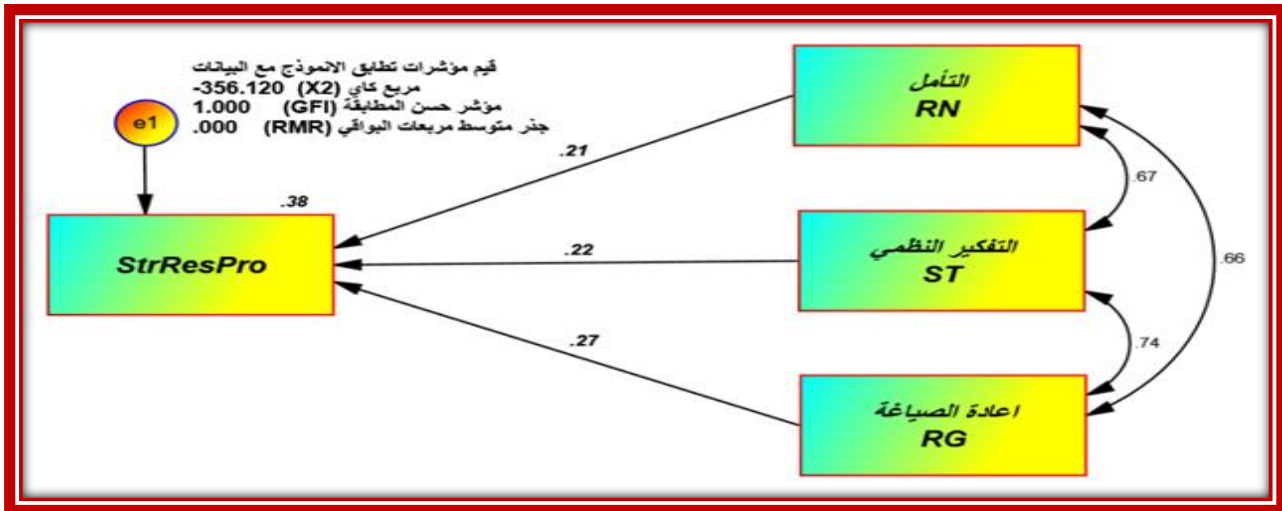 قيم مؤشرات تطابق الانموذج مع البيانات
مربع كاي (X2) 356.120-
مؤشر حسن المطابقة (GFI) 1.000
جذر متوسط مربعات البواقي (RMR) .000
e1
.38
StrResPro
.21
.22
.27
التأمل
RN
التفكير النظمي
ST
اعادة الصياغة
RG
.67
.66
.74